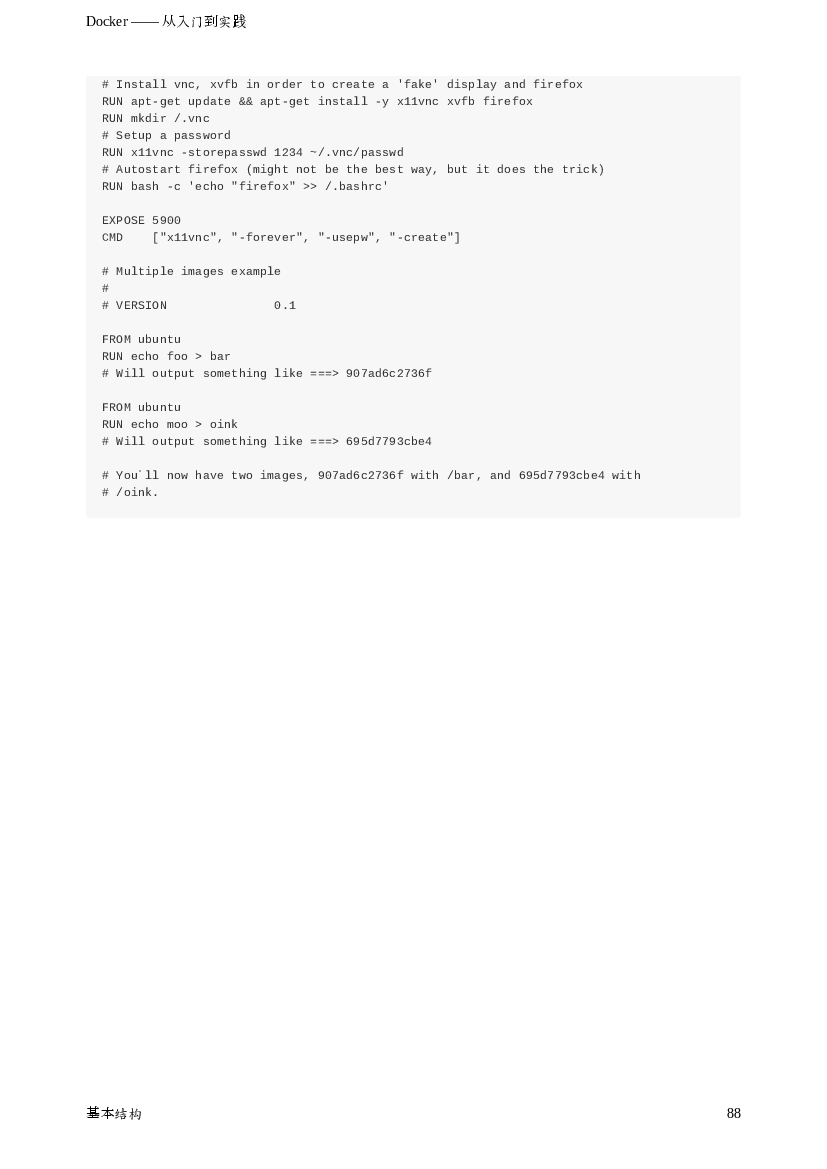 Docker —— 从入门到实践
# Install vnc, xvfb in order to create a 'fake' display and firefox
RUN apt-get update && apt-get install -y x11vnc xvfb firefox
RUN mkdir /.vnc
# Setup a password
RUN x11vnc -storepasswd 1234 ~/.vnc/passwd
# Autostart firefox (might not be the best way, but it does the trick)
RUN bash -c 'echo "firefox" >> /.bashrc'
EXPOSE 5900
CMD    ["x11vnc", "-forever", "-usepw", "-create"]
# Multiple images example
#
# VERSION               0.1
FROM ubuntu
RUN echo foo > bar
# Will output something like ===> 907ad6c2736f
FROM ubuntu
RUN echo moo > oink
# Will output something like ===> 695d7793cbe4
# You᾿ll now have two images, 907ad6c2736f with /bar, and 695d7793cbe4 with
# /oink.
基本结构
88